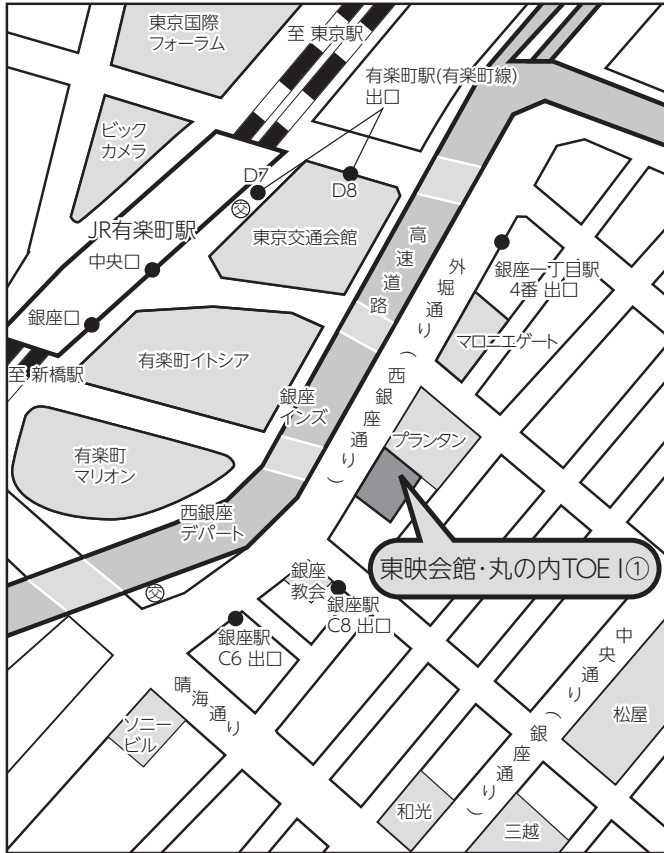 東京国際
フォーラム
至 東京駅
有楽町駅(有楽町線)
出口
ビック
カメラ
D7
D8
交
JR有楽町駅
中央口
東京交通会館
高速道路
外堀通り(西銀座通り)
銀座一丁目駅
4番 出口
銀座口
マロニエゲート
至 新橋駅
有楽町イトシア
銀座
インズ
プランタン
有楽町
マリオン
西銀座
デパート
東映会館・丸の内TOEI①
交
銀座
教会
銀座駅
C8 出口
銀座駅
C6 出口
晴海通り
中央通り(銀座通り)
ソニー
ビル
松屋
和光
三越